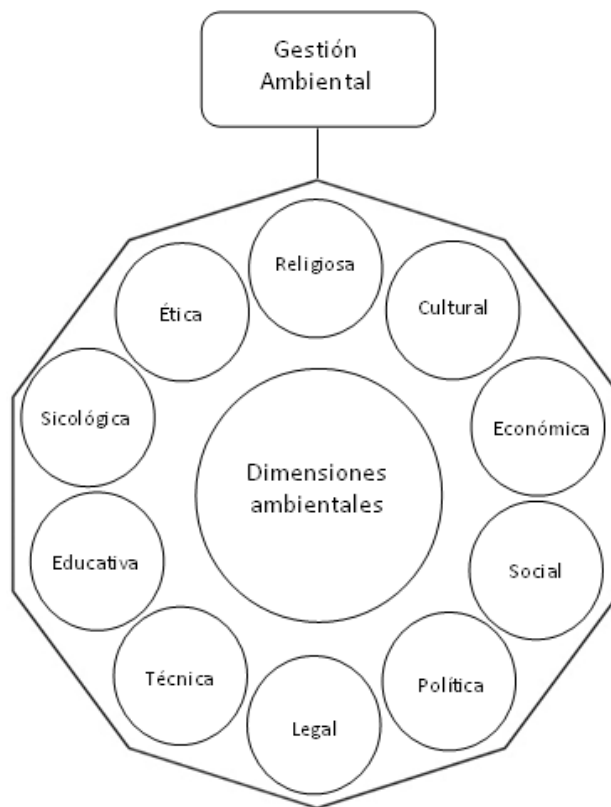 Gestión
Ambiental
Religiosa
Ética
Cultural
Sicológica
Económica
Dimensiones
ambientales
Educativa
Social
Técnica
Política
Legal